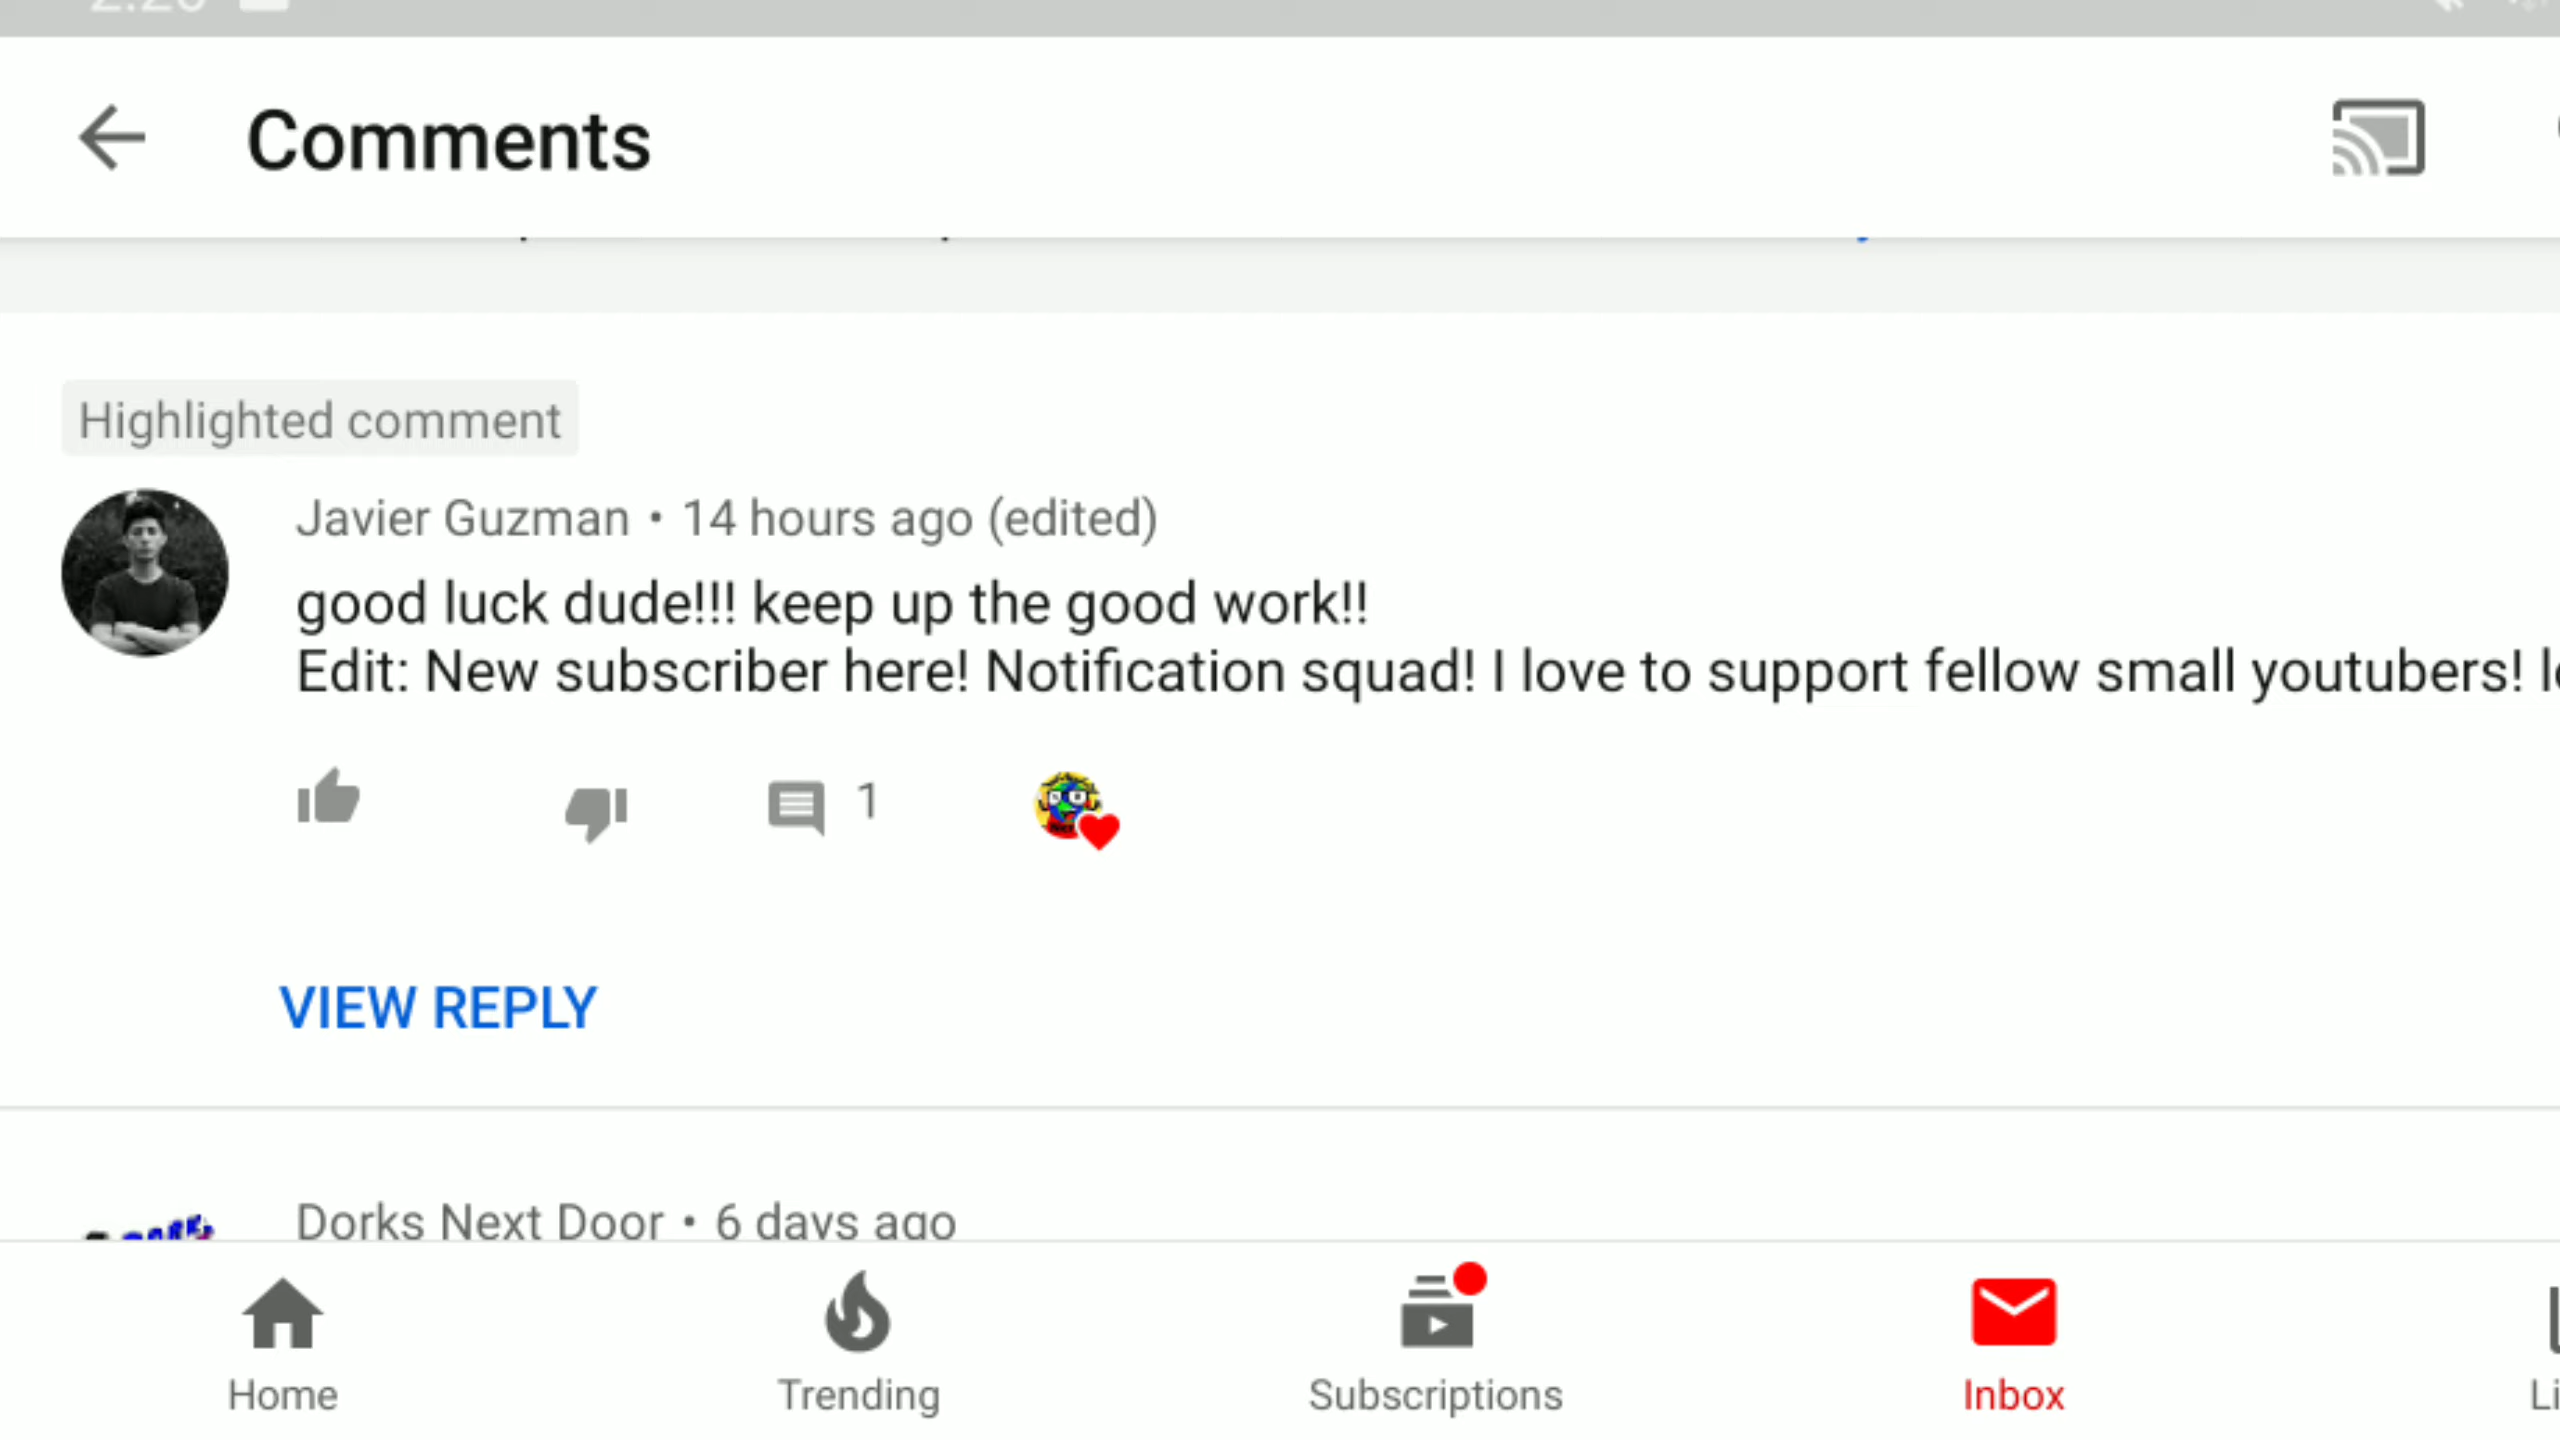 Comments
Highlighted comment
Javier Guzman • 14 hours ago (edited)
good luck dude!!! keep up the good work!!
Edit: New subscriber here! Notification squad! I love to support fellow small youtubers!
1
VIEW REPLY
Dorks Next Door • 6 days ago
Home
Trending
Subscriptions
Inbox